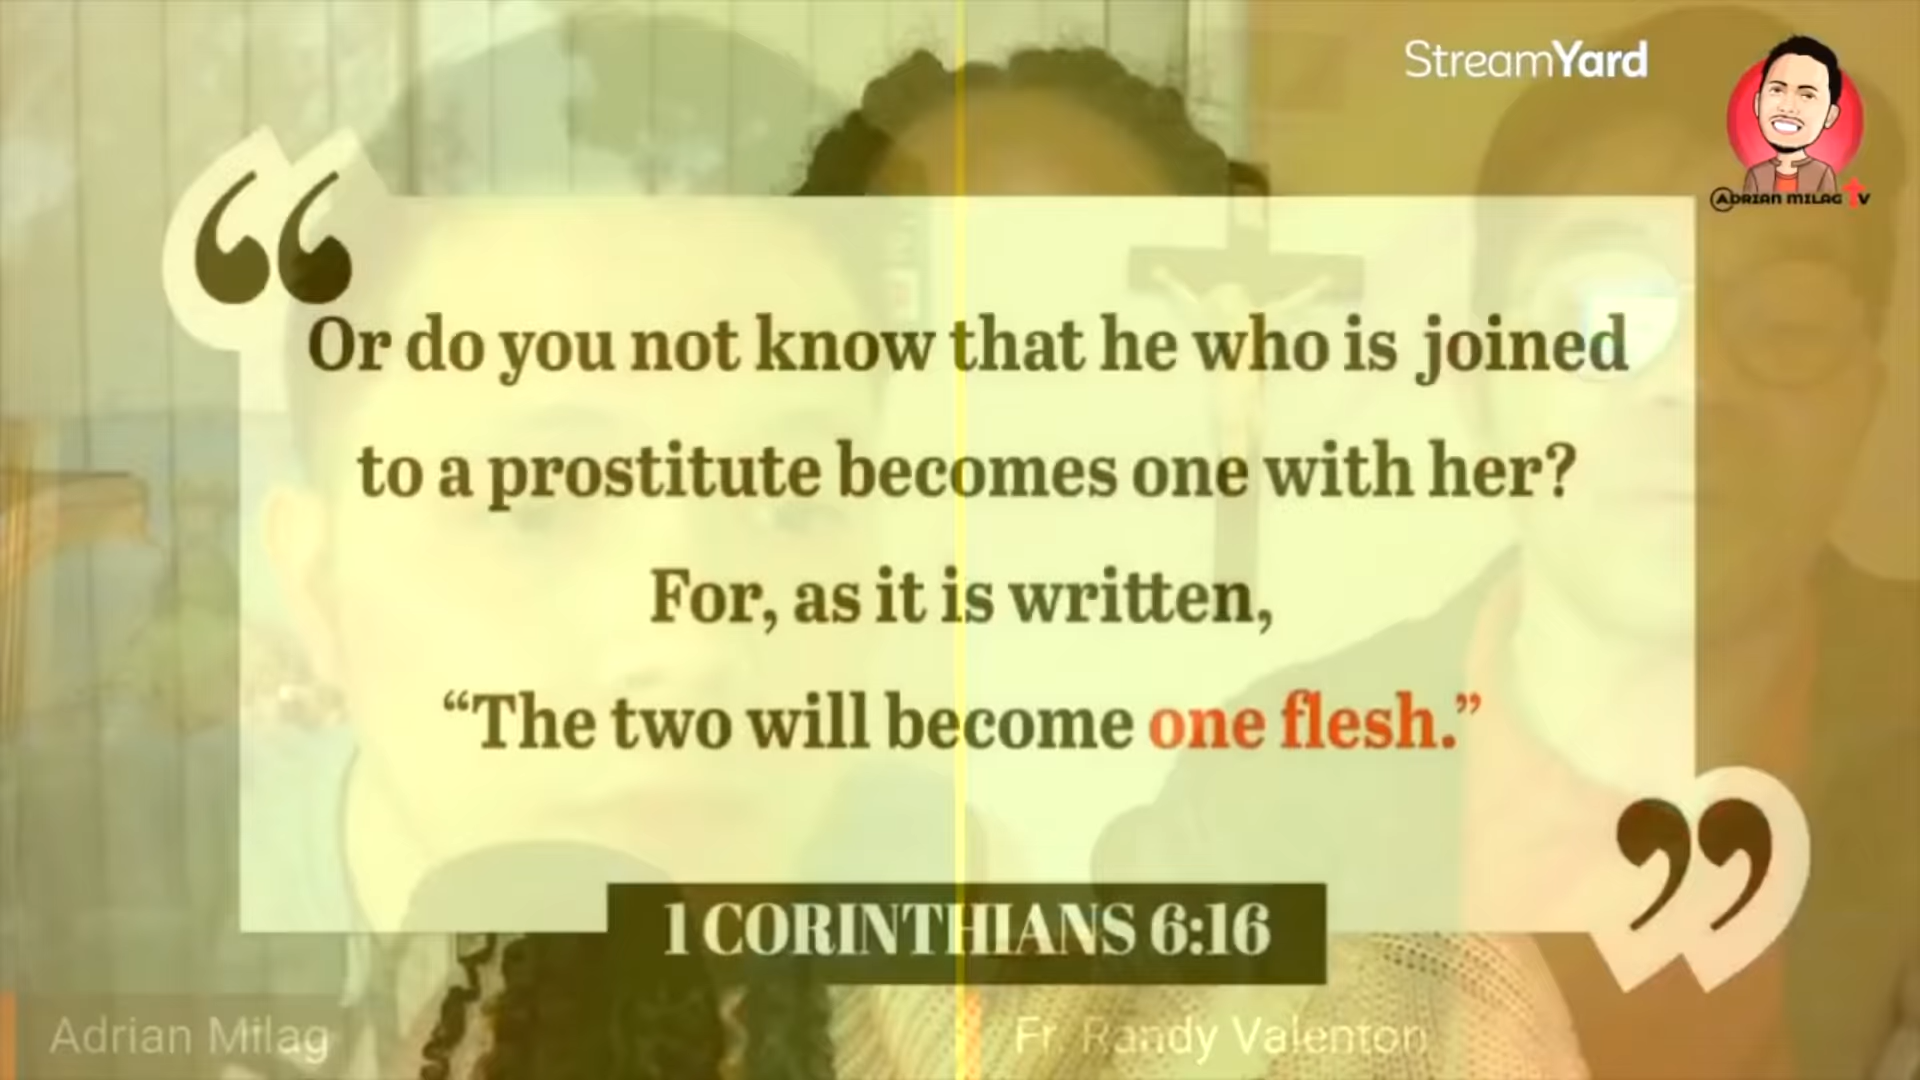 StreamYard
@ADRIAN MILAG TV
“
Or do you not know that he who is joined
to a prostitute becomes one with her?
For, as it is written,
“The two will become one flesh.”
”
1 CORINTHIANS 6:16
Adrian Milag
Fr. Randy Valenton